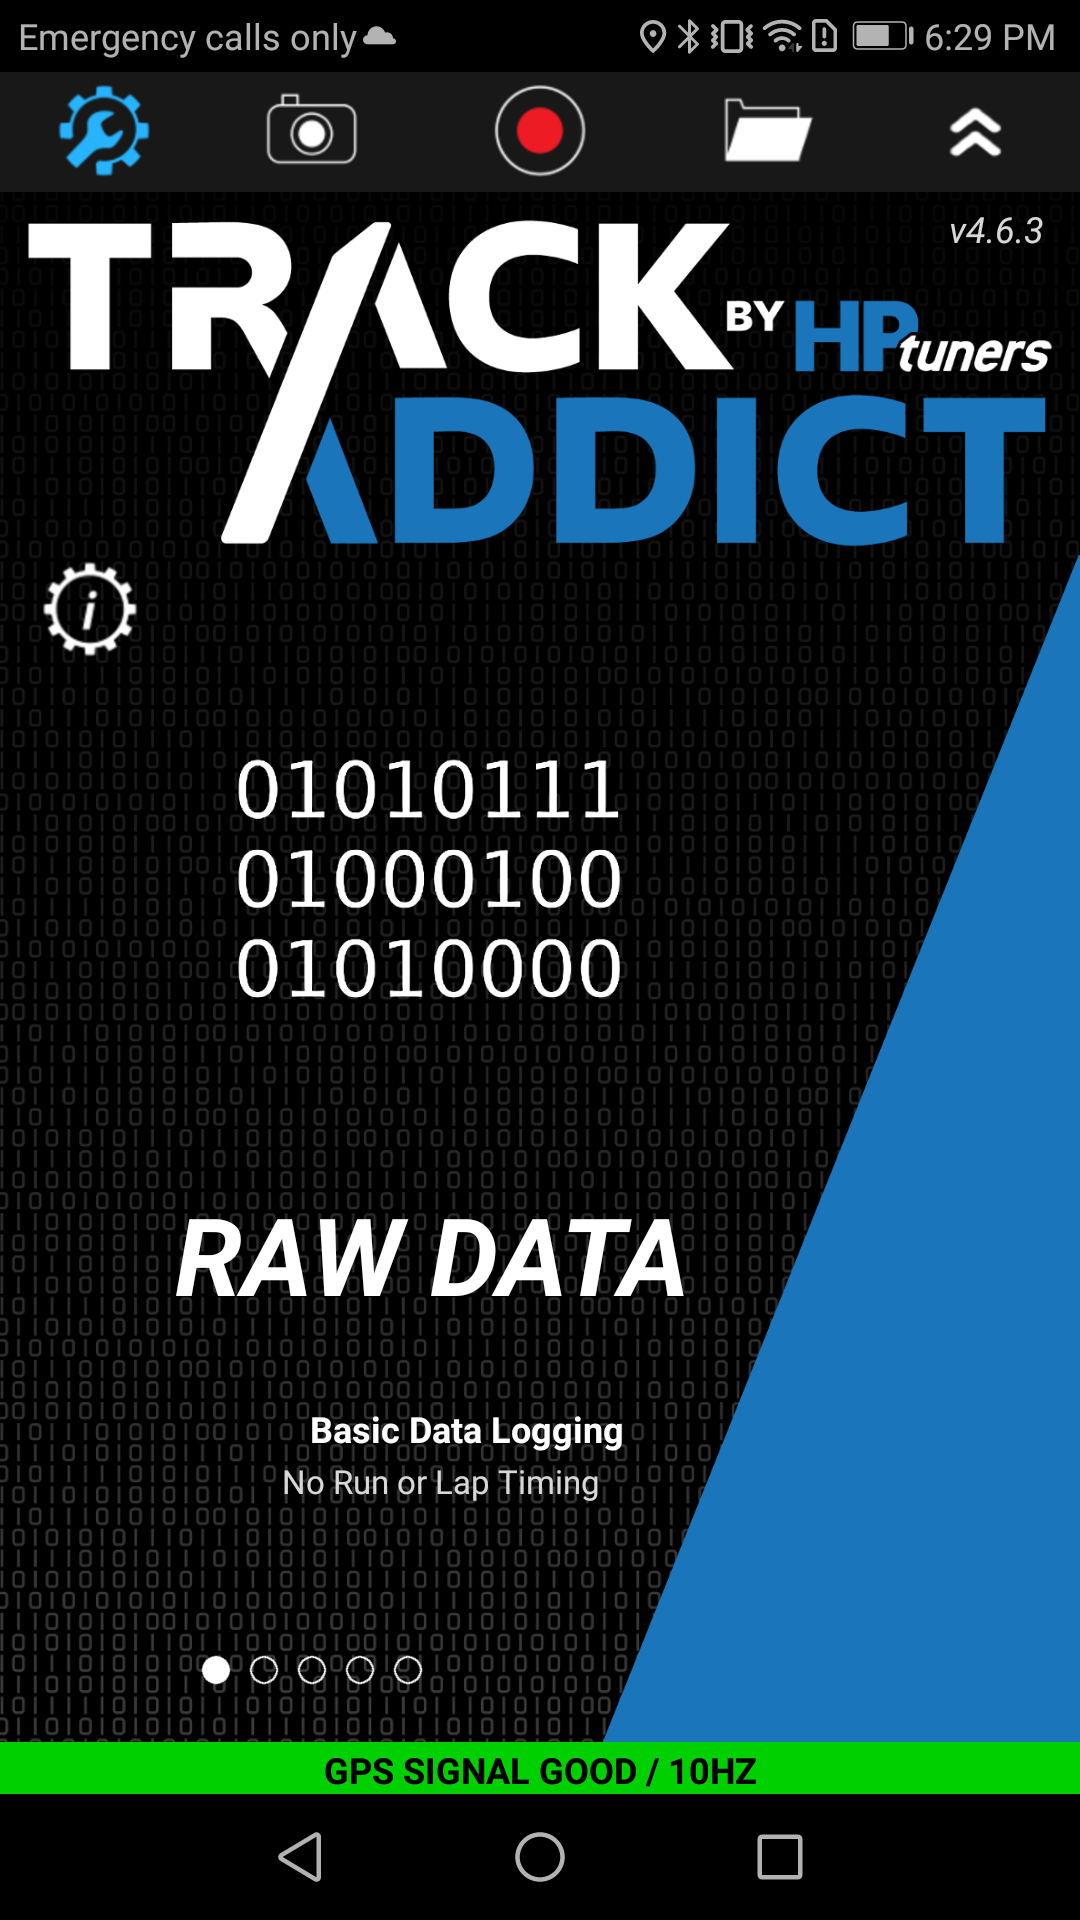 Emergency calls only
6:29 PM
v4.6.3
TRACK
BY HP tuners
ADDICT
i
01010111
01000100
01010000
RAW DATA
Basic Data Logging
No Run or Lap Timing
GPS SIGNAL GOOD / 10HZ